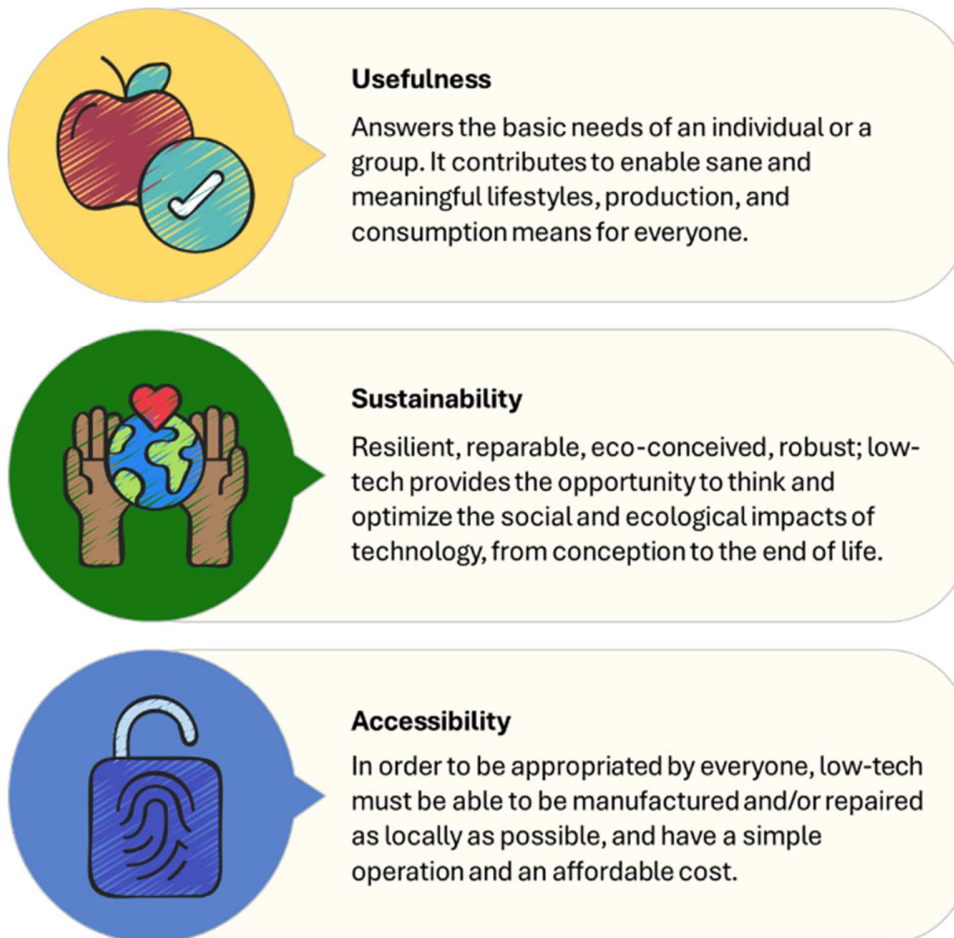 Usefulness
Answers the basic needs of an individual or a
group. It contributes to enable sane and
meaningful lifestyles, production, and
consumption means for everyone.
Sustainability
Resilient, reparable, eco-conceived, robust; low-
tech provides the opportunity to think and
optimize the social and ecological impacts of
technology, from conception to the end of life.
Accessibility
In order to be appropriated by everyone, low-tech
must be able to be manufactured and/or repaired
as locally as possible, and have a simple
operation and an affordable cost.